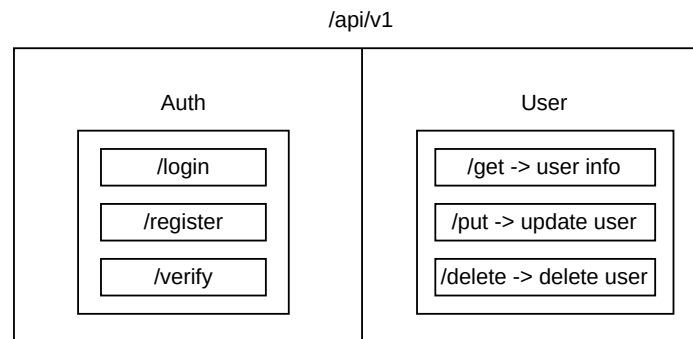 /api/v1
Auth
/login
/register
/verify
User
/get -> user info
/put -> update user
/delete -> delete user